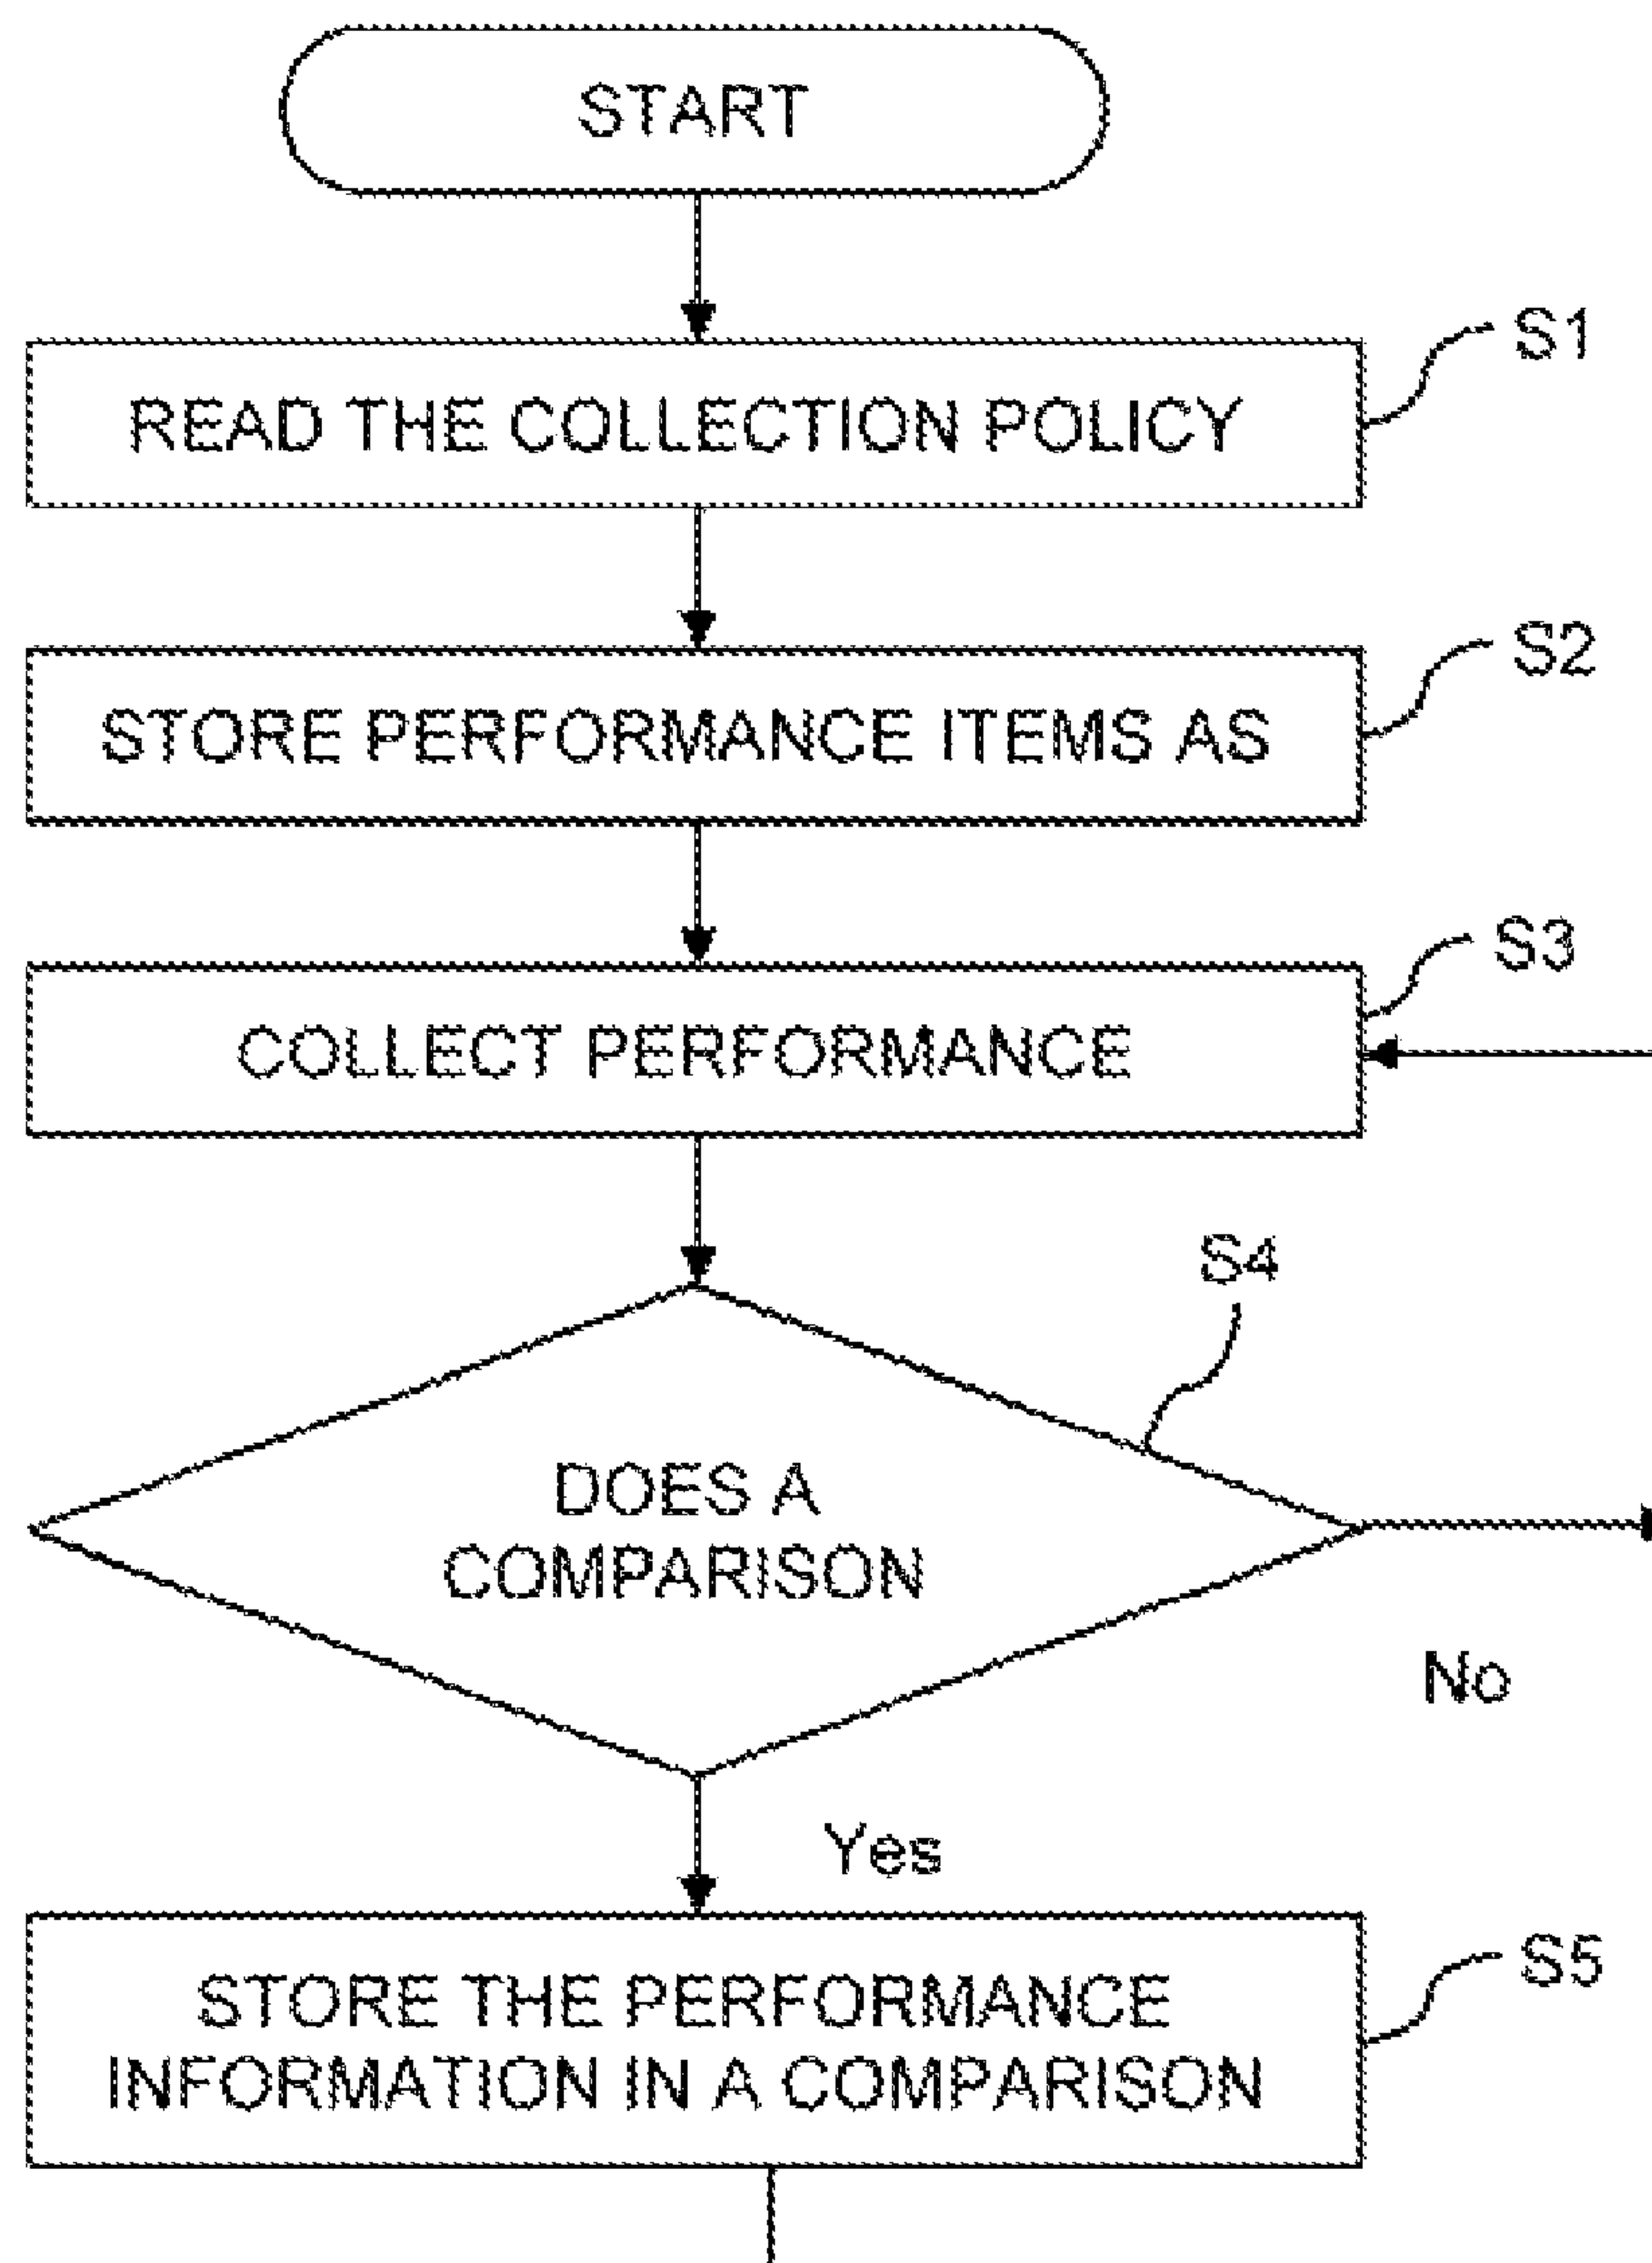 START
S1
READ THE COLLECTION POLICY
S2
STORE PERFORMANCE ITEMS AS
S3
COLLECT PERFORMANCE
S4
DOES A
COMPARISON
No
Yes
S5
STORE THE PERFORMANCE
INFORMATION IN A COMPARISON